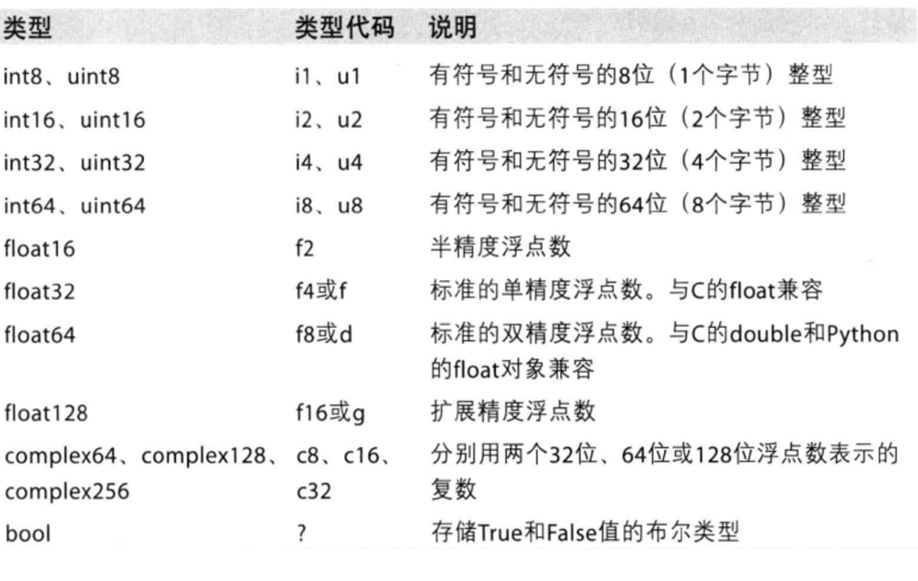 类型 类型代码 说明
int8、uint8 i1、u1 有符号和无符号的8位（1个字节）整型
int16、uint16 i2、u2 有符号和无符号的16位（2个字节）整型
int32、uint32 i4、u4 有符号和无符号的32位（4个字节）整型
int64、uint64 i8、u8 有符号和无符号的64位（8个字节）整型
float16 f2 半精度浮点数
float32 f4或f 标准的单精度浮点数。与C的float兼容
float64 f8或d 标准的双精度浮点数。与C的double和Python
的float对象兼容
float128 f16或g 扩展精度浮点数
complex64、complex128、 c8、c16、 分别用两个32位、64位或128位浮点数表示的
complex256 c32 复数
bool ? 存储True和False值的布尔类型